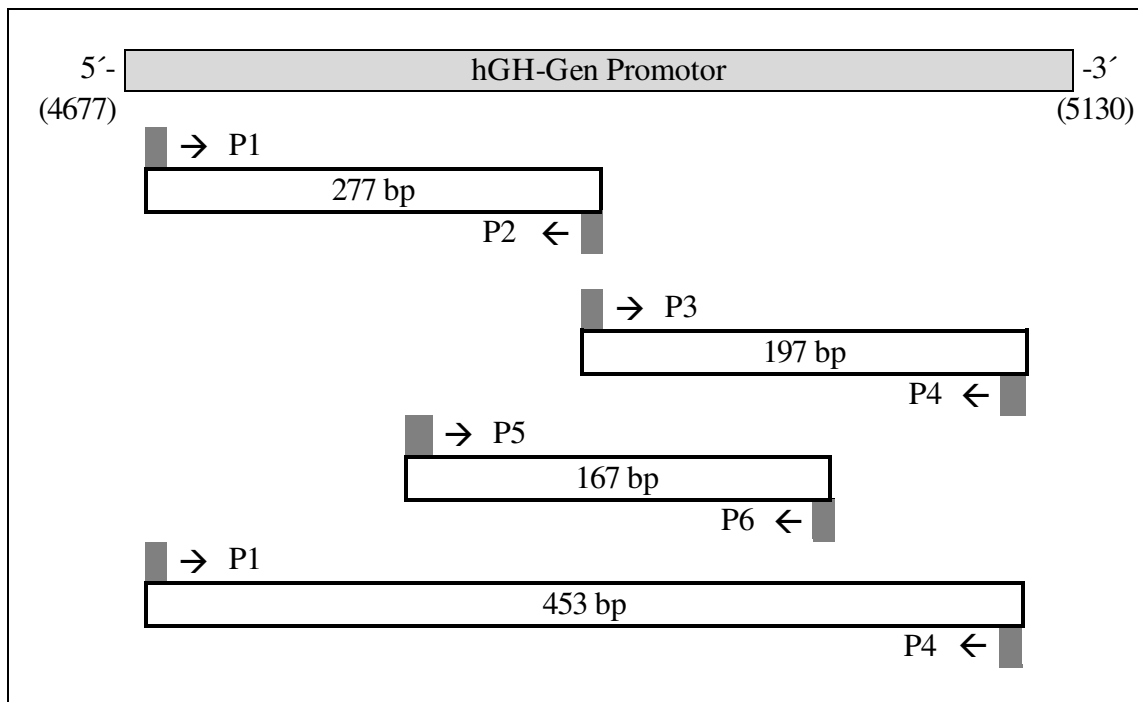 5´- hGH-Gen Promotor -3´
(4677) (5130)
→ P1
277 bp
P2 ←
→ P3
197 bp
P4 ←
→ P5
167 bp
P6 ←
→ P1
453 bp
P4 ←